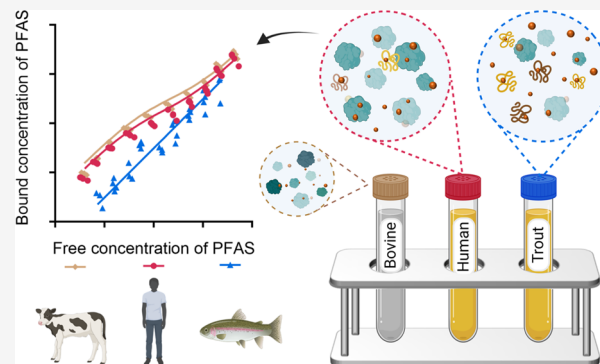 Bound concentration of PFAS
Free concentration of PFAS
Bovine
Human
Trout